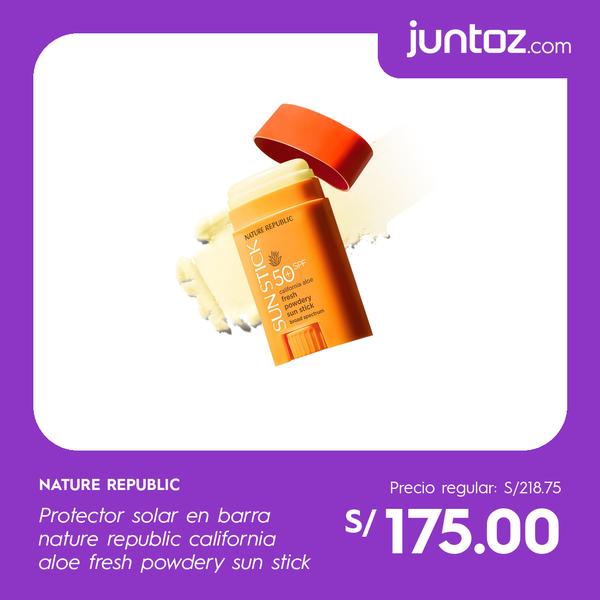 juntoz.com
NATURE REPUBLIC
SUN STICK
50+ SPF
california aloe
fresh
powdery
sun stick
broad spectrum
NATURE REPUBLIC
Protector solar en barra
nature republic california
aloe fresh powdery sun stick
Precio regular: S/218.75
S/ 175.00